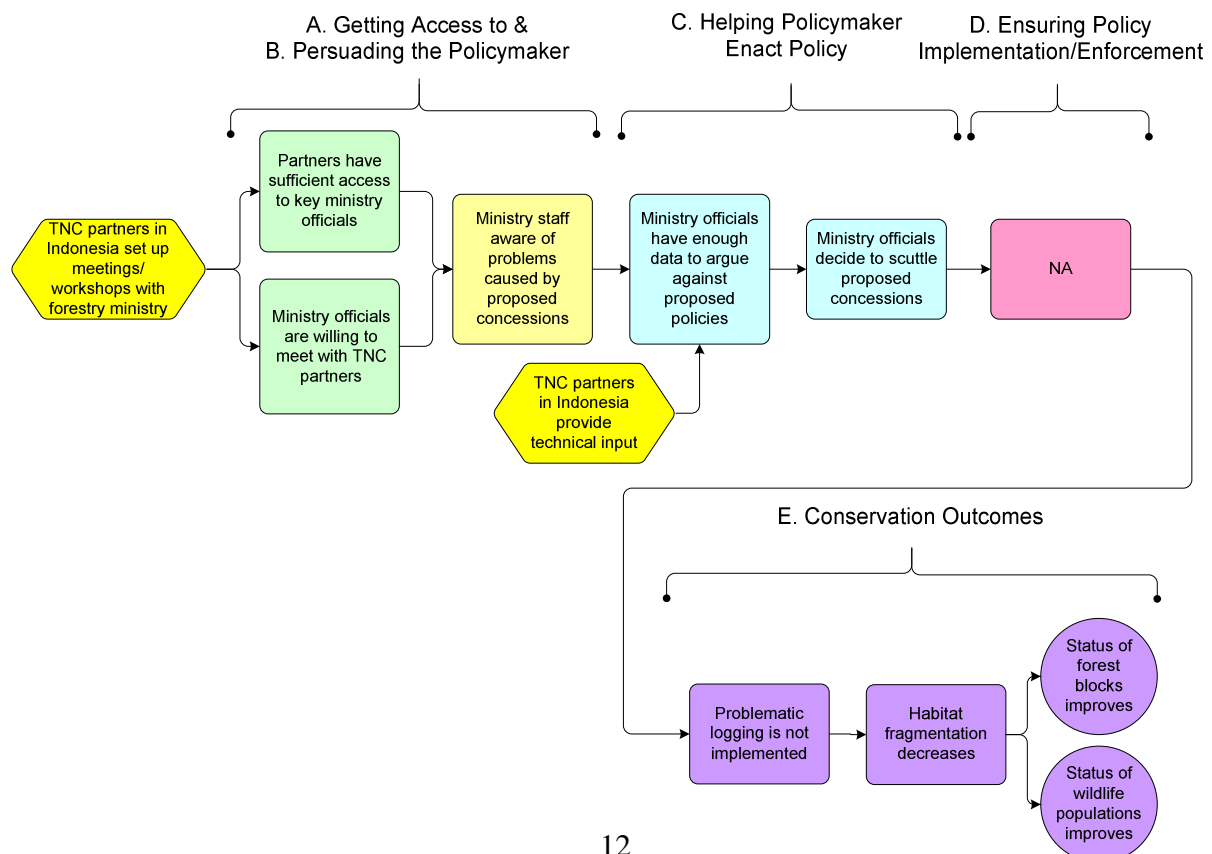 A. Getting Access to &
B. Persuading the Policymaker
C. Helping Policymaker
Enact Policy
D. Ensuring Policy
Implementation/Enforcement
TNC partners in
Indonesia set up
meetings/
workshops with
forestry ministry
Partners have
sufficient access
to key ministry
officials
Ministry officials
are willing to
meet with TNC
partners
Ministry staff
aware of
problems
caused by
proposed
concessions
Ministry officials
have enough
data to argue
against
proposed
policies
Ministry officials
decide to scuttle
proposed
concessions
NA
TNC partners
in Indonesia
provide
technical input
E. Conservation Outcomes
Problematic
logging is not
implemented
Habitat
fragmentation
decreases
Status of
forest
blocks
improves
Status of
wildlife
populations
improves
12